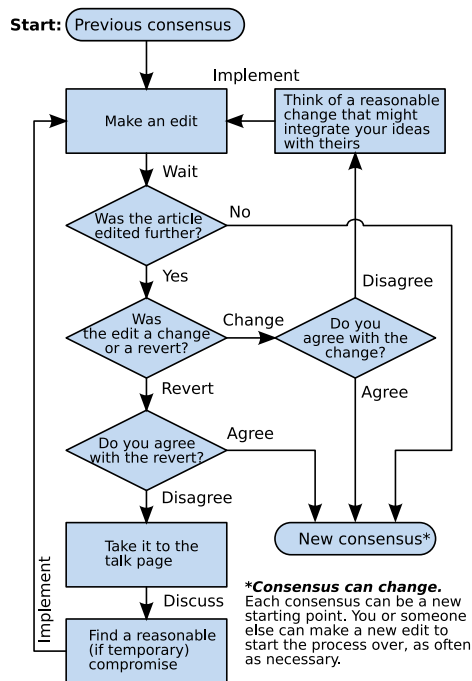 Start: Previous consensus
Implement
Make an edit
Think of a reasonable
change that might
integrate your ideas
with theirs
Wait
Was the article
edited further?
No
Yes
Disagree
Was
the edit a change
or a revert?
Change
Do you
agree with the
change?
Revert
Agree
Do you agree
with the revert?
Agree
Disagree
Take it to the
talk page
New consensus*
Discuss
Implement
Find a reasonable
(if temporary)
compromise
*Consensus can change.
Each consensus can be a new
starting point. You or someone
else can make a new edit to
start the process over, as often
as necessary.